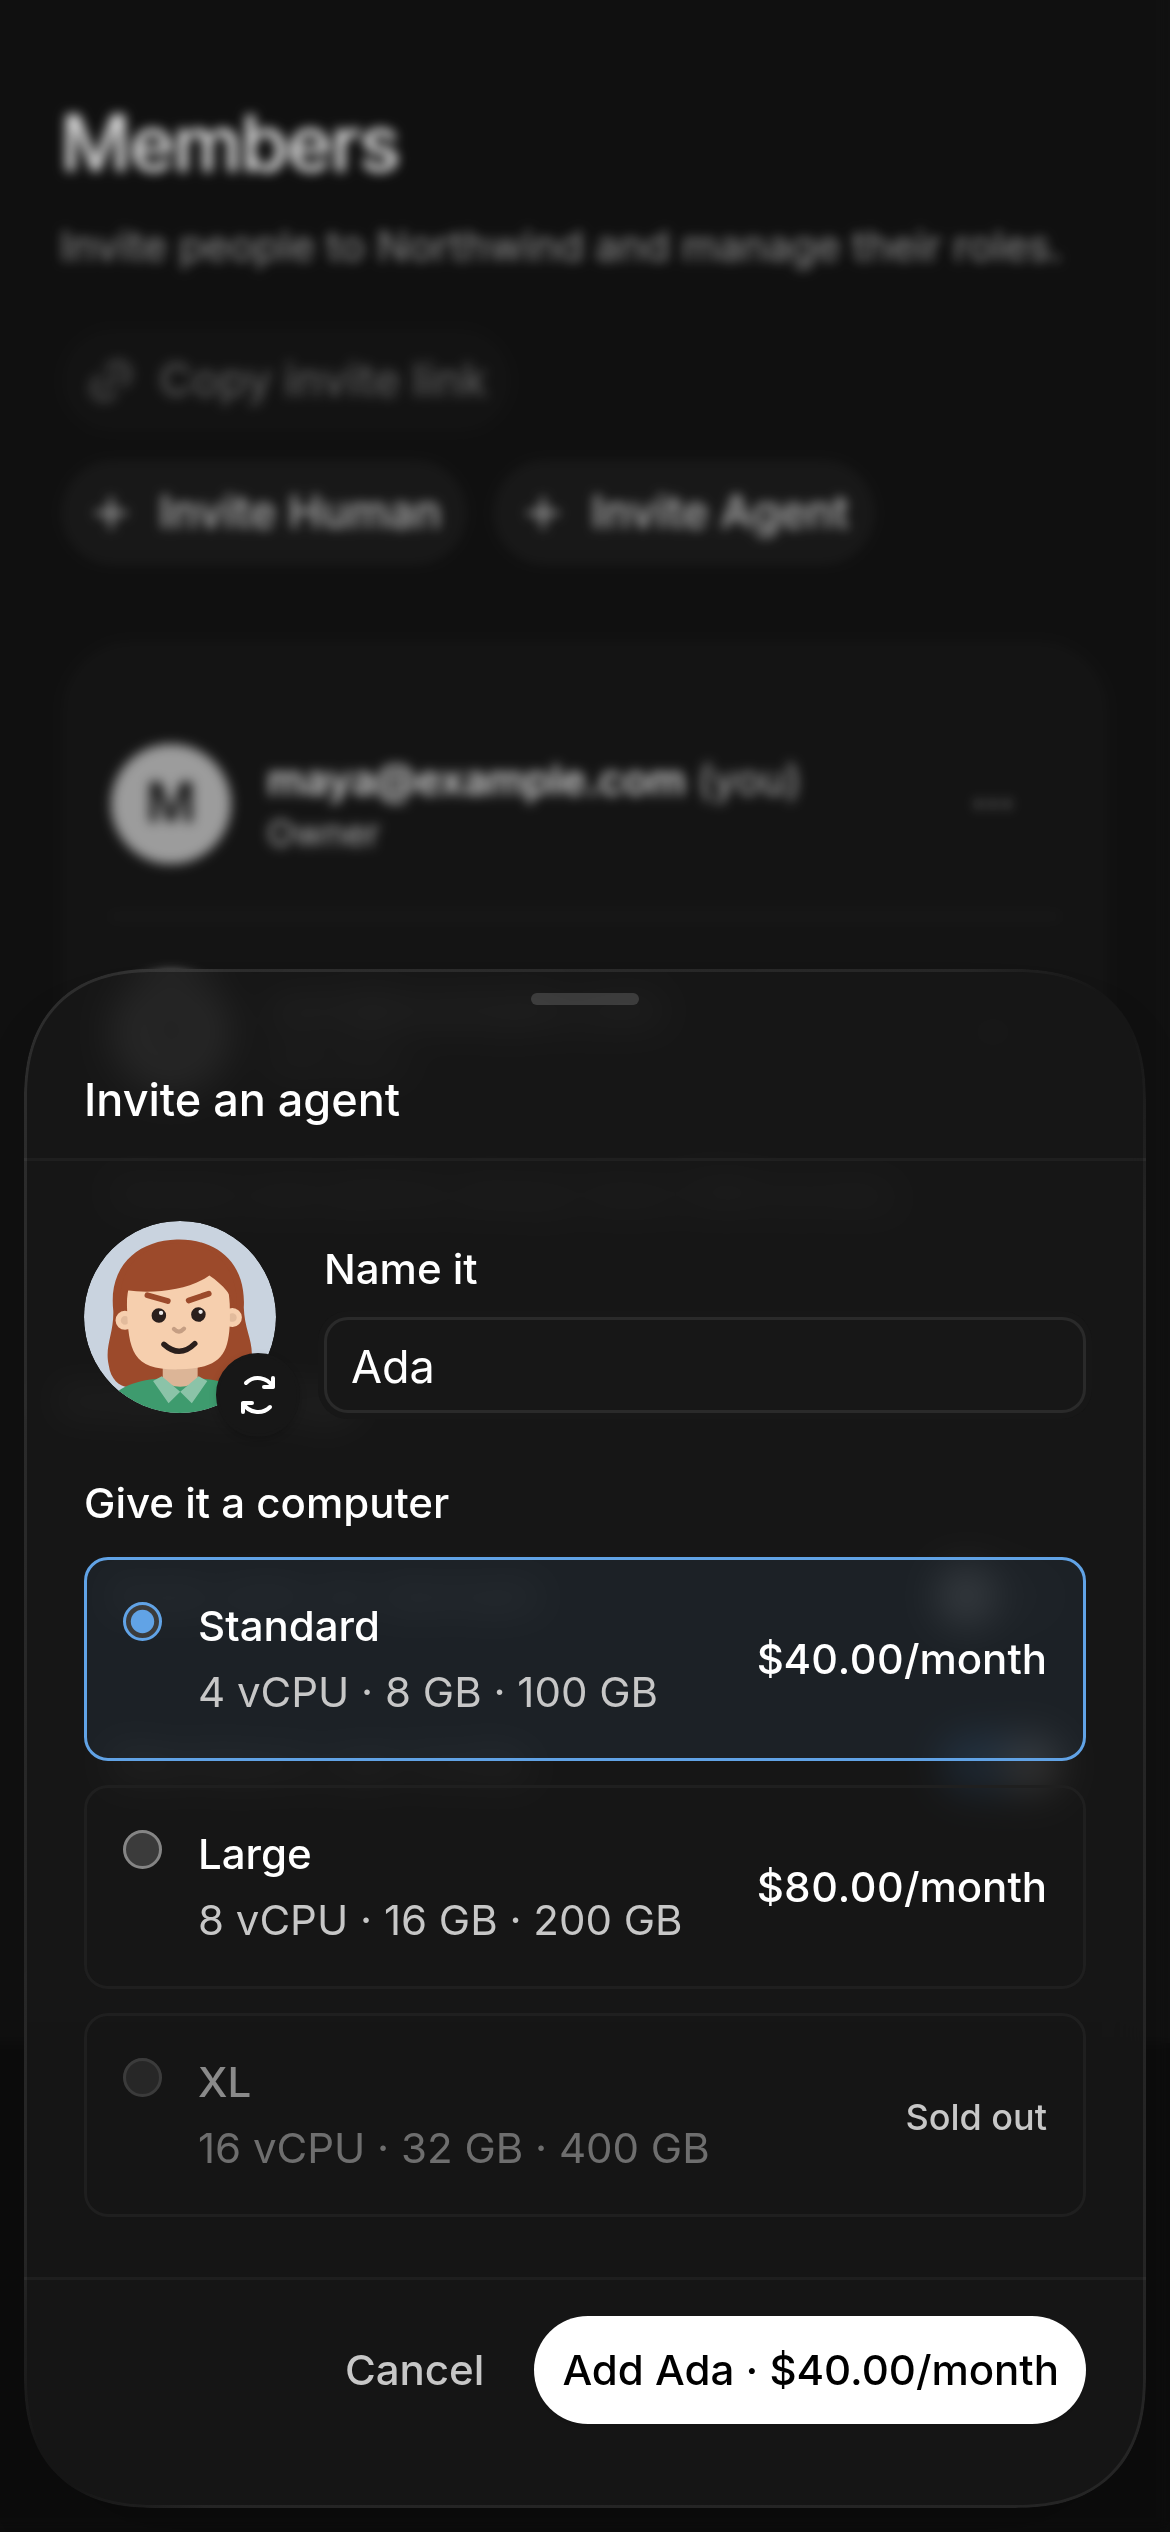 Members
Invite people to Northwind and manage their roles.
Copy invite link
Invite Human
Invite Agent
M
maya@example.com (you)
Owner
Invite an agent
Name it
Ada
Give it a computer
Standard
4 vCPU · 8 GB · 100 GB
$40.00/month
Large
8 vCPU · 16 GB · 200 GB
$80.00/month
XL
16 vCPU · 32 GB · 400 GB
Sold out
Cancel
Add Ada · $40.00/month